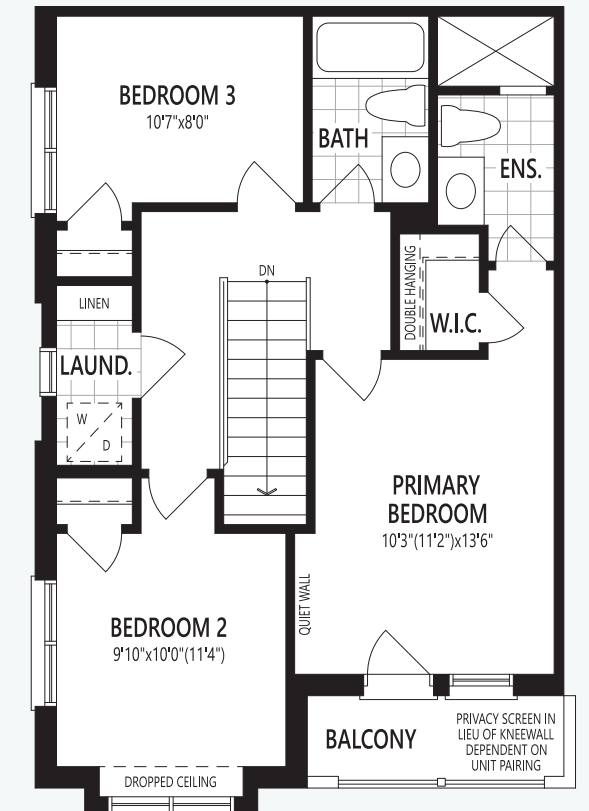 BEDROOM 3
10'7"x8'0"
BATH
ENS.
DN
DOUBLE HANGING
W.I.C.
LINEN
LAUND.
W
D
PRIMARY
BEDROOM
10'3"(11'2")x13'6"
QUIET WALL
BEDROOM 2
9'10"x10'0"(11'4")
BALCONY
PRIVACY SCREEN IN
LIEU OF KNEEWALL
DEPENDENT ON
UNIT PAIRING
DROPPED CEILING